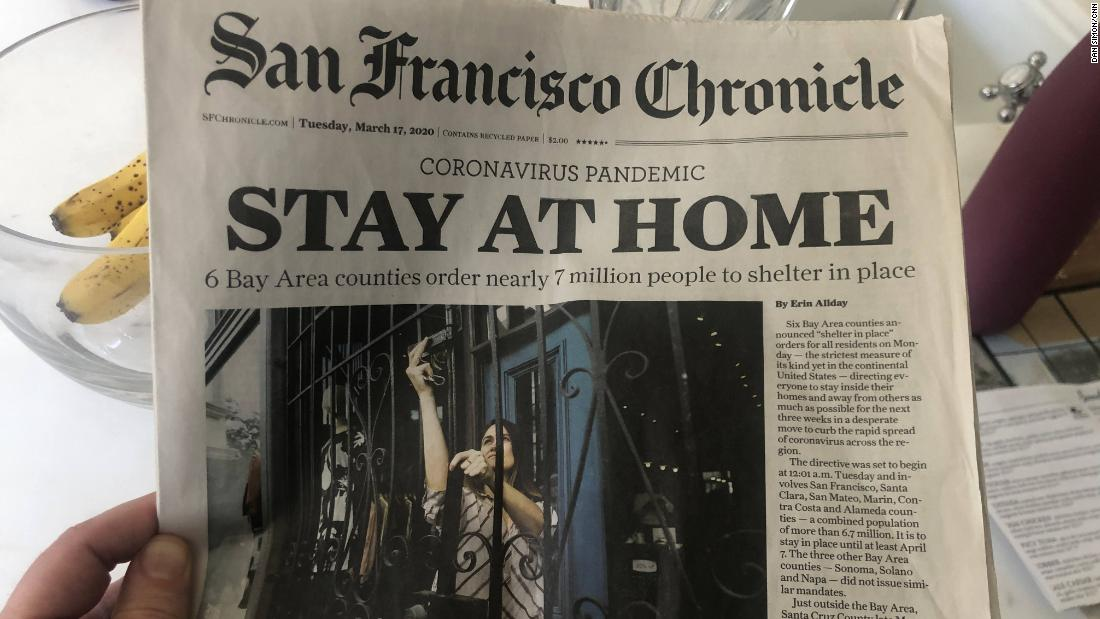 San Francisco Chronicle
SFCHRONICLE.COM | Tuesday, March 17, 2020 | CONTAINS RECYCLED PAPER | $2.00 ★★★★★•
CORONAVIRUS PANDEMIC
STAY AT HOME
6 Bay Area counties order nearly 7 million people to shelter in place
By Erin Allday
Six Bay Area counties an-
nounced “shelter in place”
orders for all residents on Mon-
day — the strictest measure of
its kind yet in the continental
United States — directing ev-
eryone to stay inside their
homes and away from others as
much as possible for the next
three weeks in a desperate
move to curb the rapid spread
of coronavirus across the re-
gion.
The directive was set to begin
at 12:01 a.m. Tuesday and in-
volves San Francisco, Santa
Clara, San Mateo, Marin, Con-
tra Costa and Alameda coun-
ties — a combined population
of more than 6.7 million. It is to
stay in place until at least April
7. The three other Bay Area
counties — Sonoma, Solano
and Napa — did not issue simi-
lar mandates.
Just outside the Bay Area,
Santa Cruz County
DAN SIMON/CNN